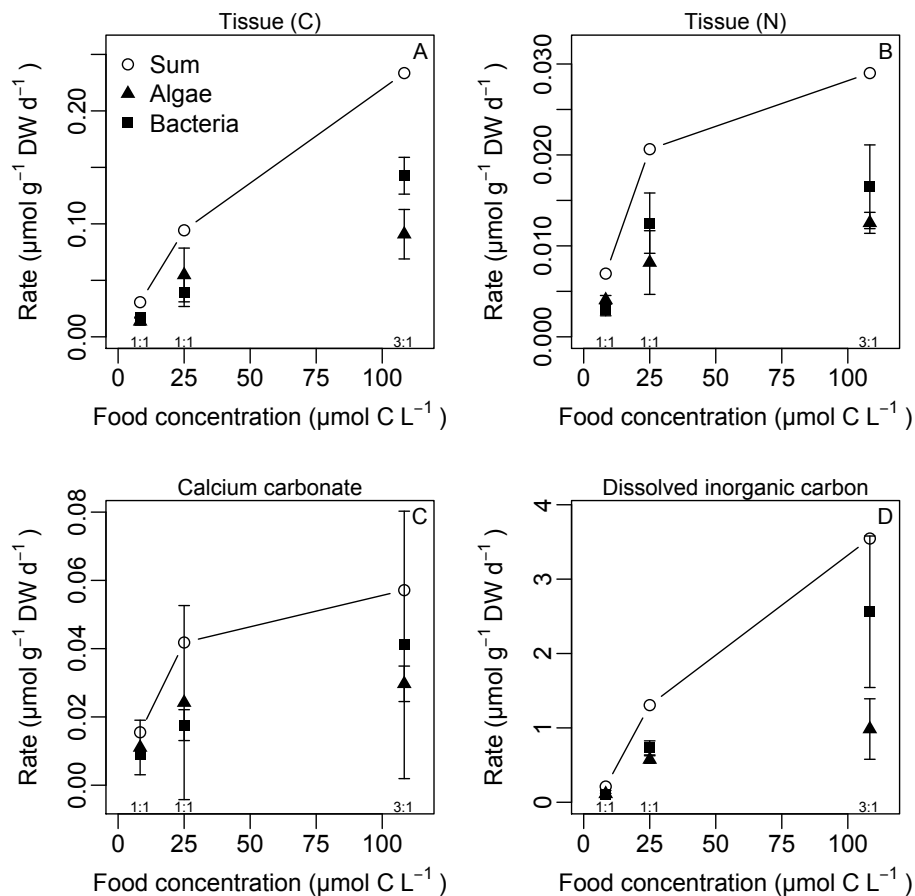 Tissue (C)
A
Sum
Algae
Bacteria
Rate (µmol g⁻¹ DW d⁻¹ )
0.00
0.10
0.20
1:1
1:1
3:1
0 25 50 75 100
Food concentration (µmol C L⁻¹)
Tissue (N)
B
Rate (µmol g⁻¹ DW d⁻¹ )
0.000
0.010
0.020
0.030
1:1
1:1
3:1
0 25 50 75 100
Food concentration (µmol C L⁻¹)
Calcium carbonate
C
Rate (µmol g⁻¹ DW d⁻¹ )
0.00
0.02
0.04
0.06
0.08
1:1
1:1
3:1
0 25 50 75 100
Food concentration (µmol C L⁻¹)
Dissolved inorganic carbon
D
Rate (µmol g⁻¹ DW d⁻¹ )
0
1
2
3
4
1:1
1:1
3:1
0 25 50 75 100
Food concentration (µmol C L⁻¹)